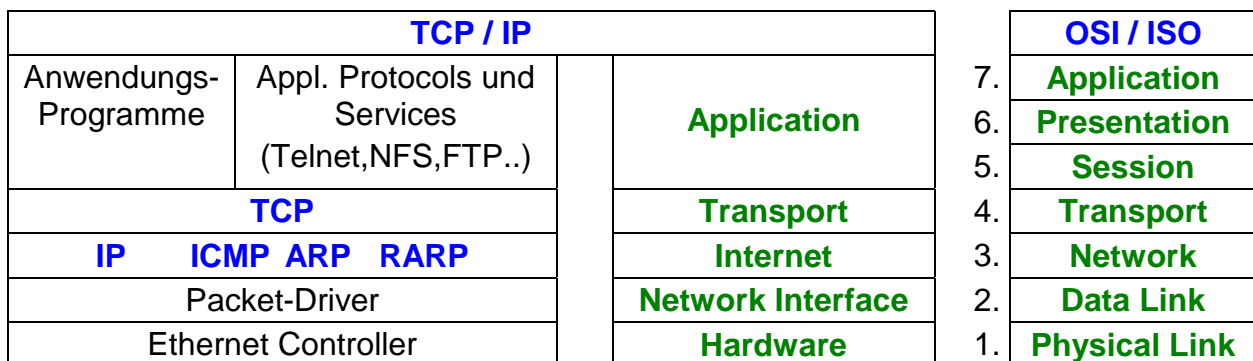 TCP / IP OSI / ISO
Anwendungs- Appl. Protocols und 7. Application
Programme Services Application 6. Presentation
(Telnet,NFS,FTP..) 5. Session
TCP Transport 4. Transport
IP ICMP ARP RARP Internet 3. Network
Packet-Driver Network Interface 2. Data Link
Ethernet Controller Hardware 1. Physical Link